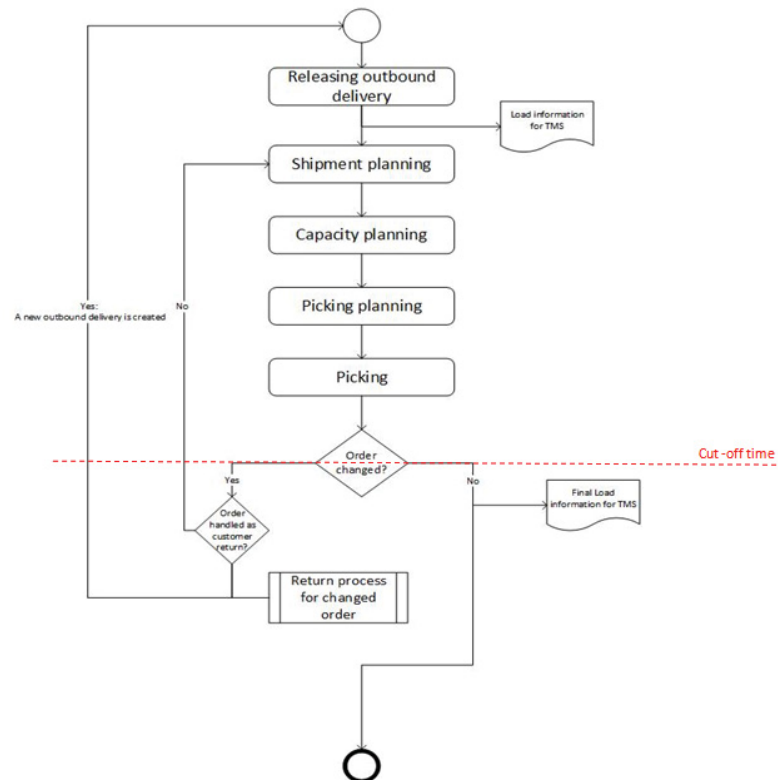 Releasing outbound
delivery
Load information
for TMS
Shipment planning
Capacity planning
Yes:
A new outbound delivery is created
No
Picking planning
Picking
Order
changed?
Cut-off time
Yes
No
Order
handled as
customer
return?
Final Load
information for TMS
Return process
for changed
order